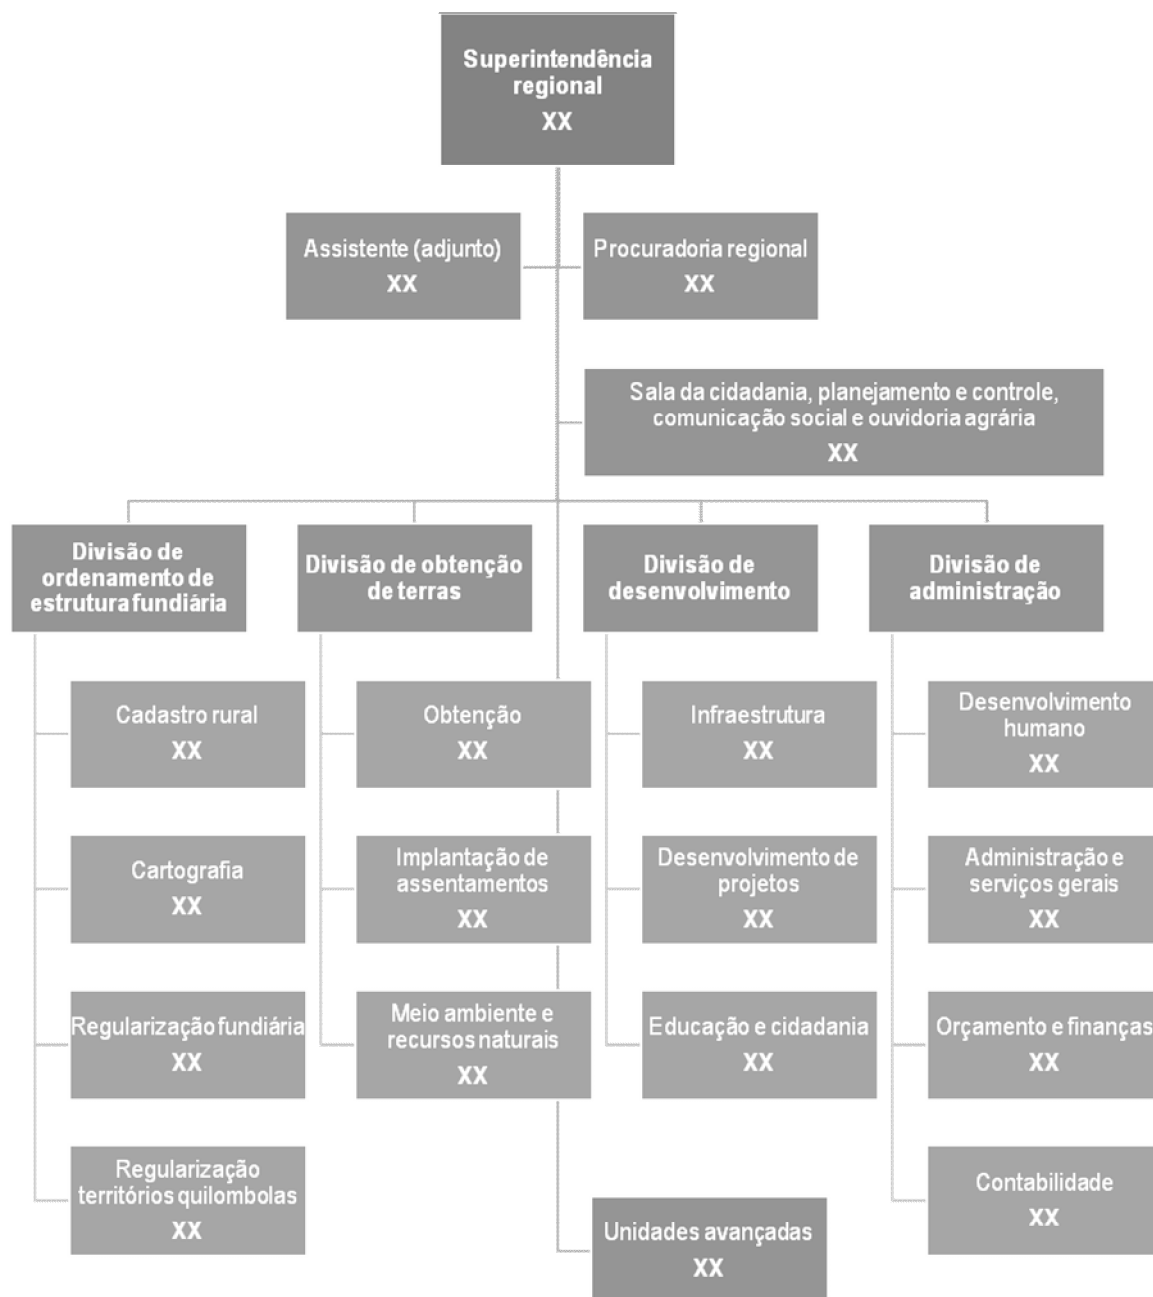 Superintendência
regional
XX
Assistente (adjunto)
XX
Procuradoria regional
XX
Sala da cidadania, planejamento e controle,
comunicação social e ouvidoria agrária
XX
Divisão de
ordenamento de
estrutura fundiária
Cadastro rural
XX
Cartografia
XX
Regularização fundiária
XX
Regularização
territórios quilombolas
XX
Divisão de obtenção
de terras
Obtenção
XX
Implantação de
assentamentos
XX
Meio ambiente e
recursos naturais
XX
Divisão de
desenvolvimento
Infraestrutura
XX
Desenvolvimento de
projetos
XX
Educação e cidadania
XX
Divisão de
administração
Desenvolvimento
humano
XX
Administração e
serviços gerais
XX
Orçamento e finanças
XX
Contabilidade
XX
Unidades avançadas
XX